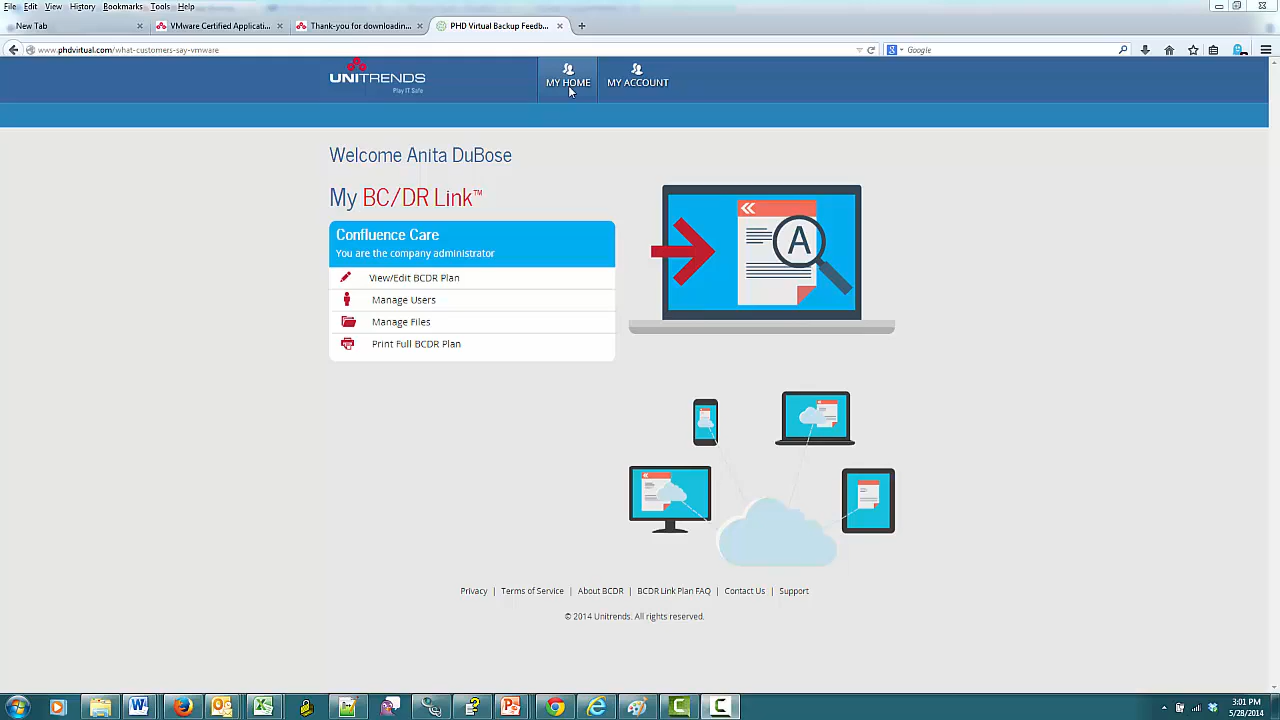 File Edit View History Bookmarks Tools Help
New Tab × VMware Certified Applicati... × Thank-you for downloadin... × PHD Virtual Backup Feedb... × +
www.phdvirtual.com/what-customers-say-vmware Google
UNITRENDS
Play IT Safe
MY HOME MY ACCOUNT
Welcome Anita DuBose
My BC/DR Link™
Confluence Care
You are the company administrator
View/Edit BCDR Plan
Manage Users
Manage Files
Print Full BCDR Plan
A
Privacy | Terms of Service | About BCDR | BCDR Link Plan FAQ | Contact Us | Support
© 2014 Unitrends. All rights reserved.
3:01 PM
5/28/2014